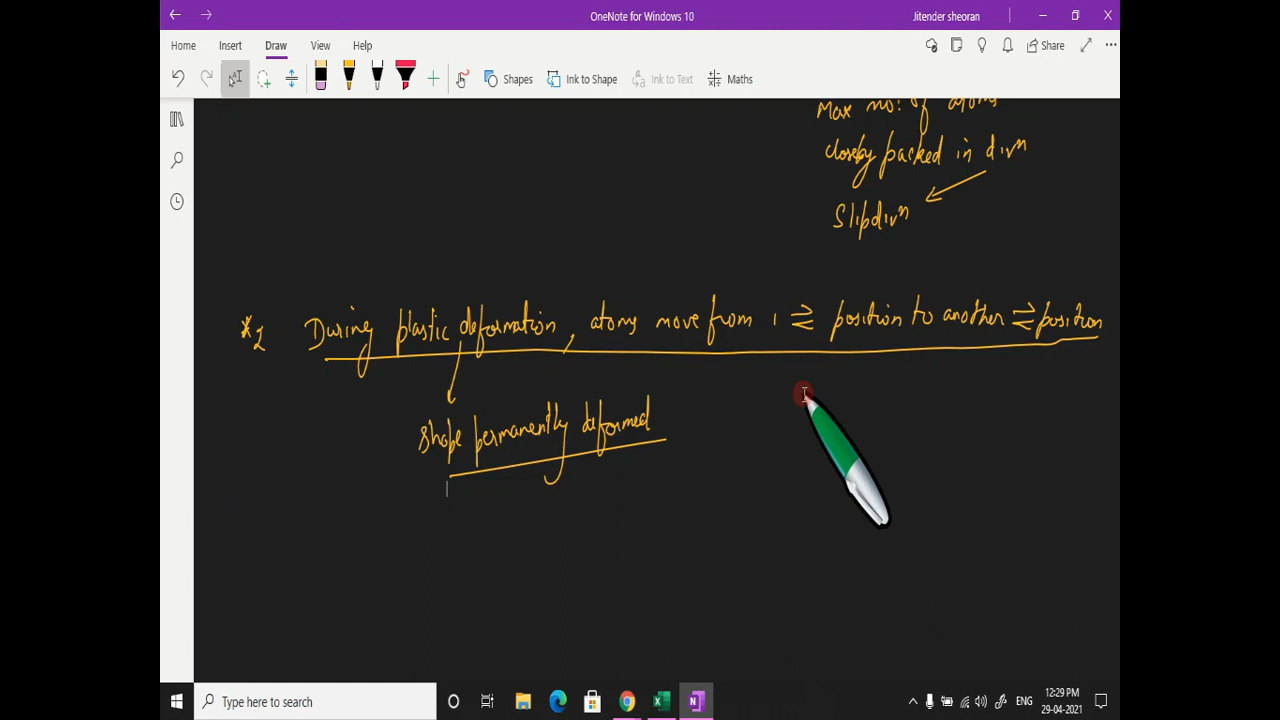 OneNote for Windows 10
Jitender sheoran
Home Insert Draw View Help
Share
Shapes Ink to Shape Ink to Text Maths
Max no: of atoms
closely packed in dirⁿ
Slipdirⁿ
*2 During plastic deformation, atoms move from 1 ⇄ position to another ⇄ position
shape permanently deformed
Type here to search
ENG
12:29 PM
29-04-2021